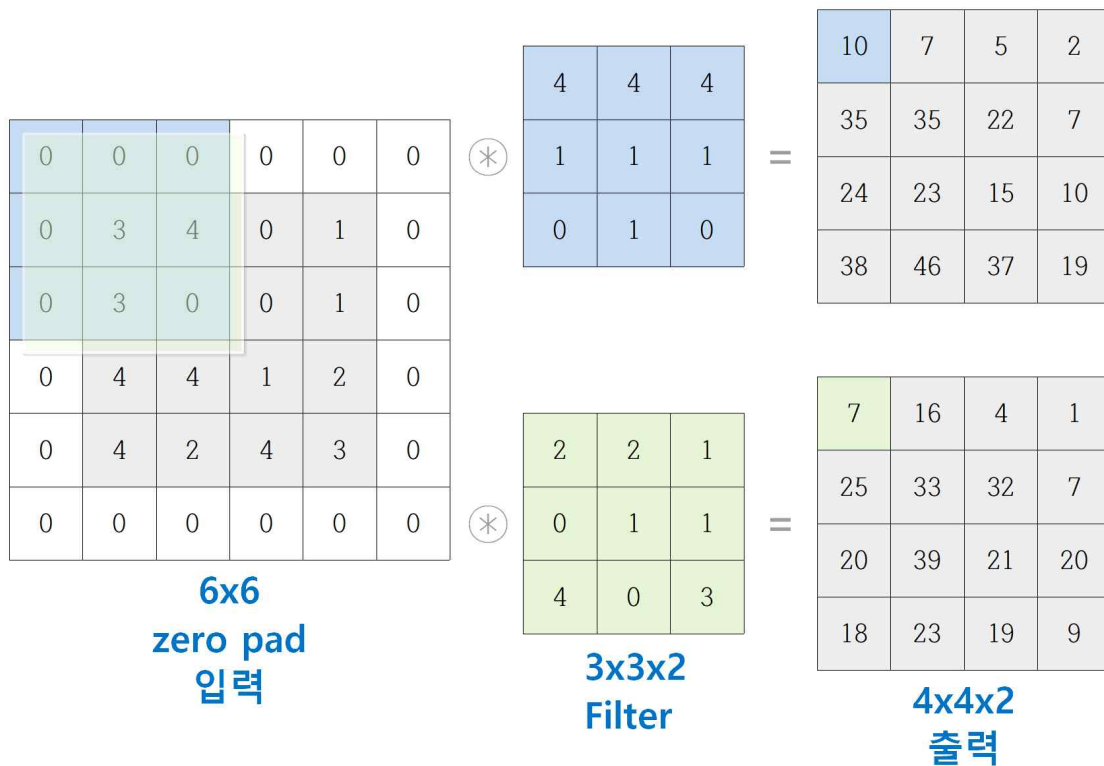 0 0 0 0 0 0
0 3 4 0 1 0
0 3 0 0 1 0
0 4 4 1 2 0
0 4 2 4 3 0
0 0 0 0 0 0
6x6
zero pad
입력
4 4 4
1 1 1
0 1 0
=
10 7 5 2
35 35 22 7
24 23 15 10
38 46 37 19
2 2 1
0 1 1
4 0 3
3x3x2
Filter
=
7 16 4 1
25 33 32 7
20 39 21 20
18 23 19 9
4x4x2
출력